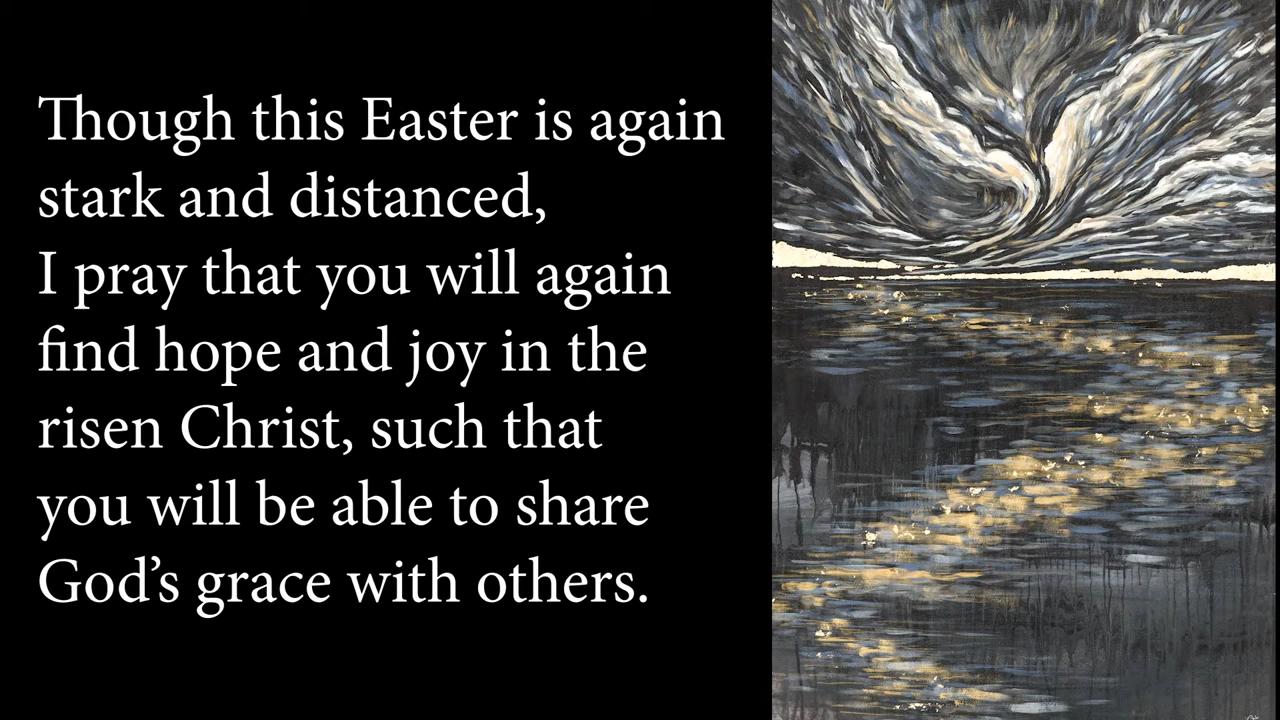 Though this Easter is again
stark and distanced,
I pray that you will again
find hope and joy in the
risen Christ, such that
you will be able to share
God’s grace with others.